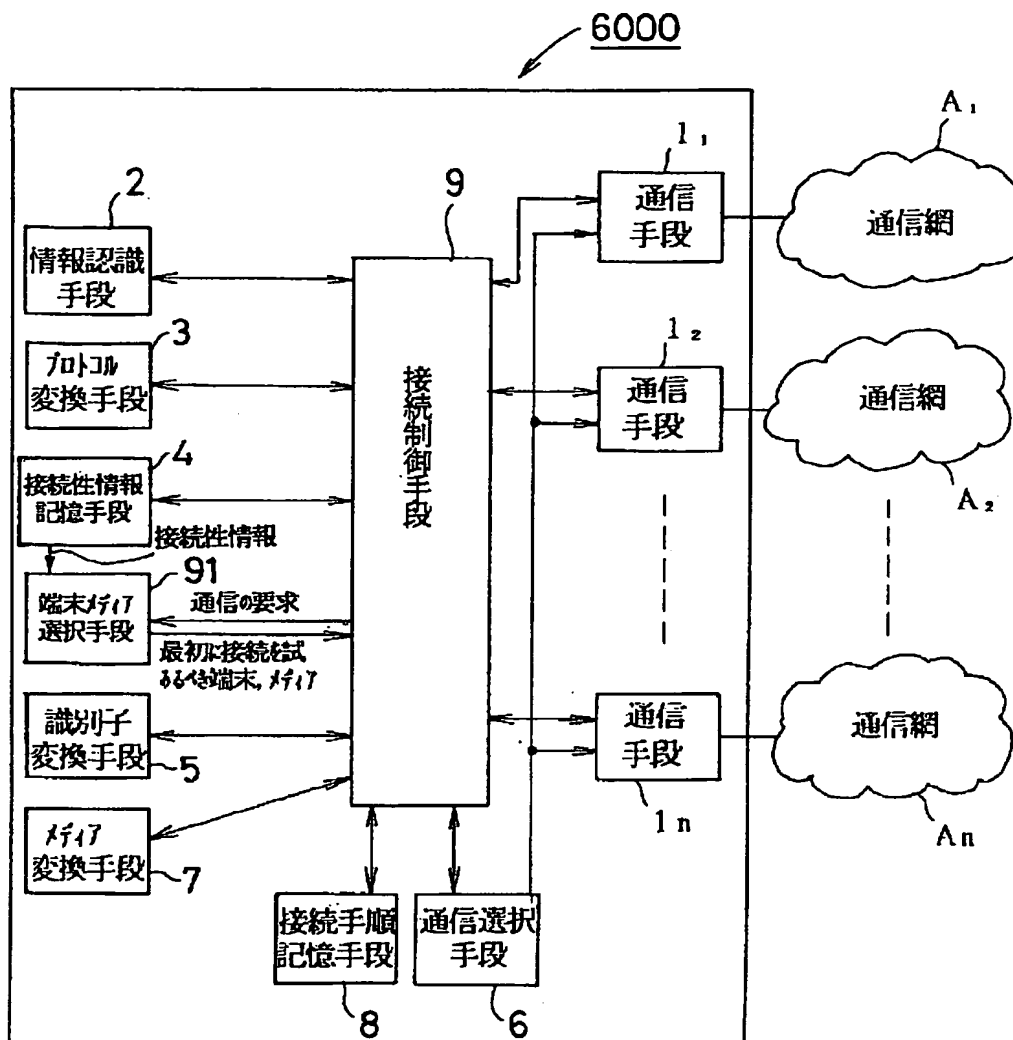 6000
A₁
1₁
通信
手段
通信網
2
情報認識
手段
9
接続制御手段
3
プロトコル
変換手段
1₂
通信
手段
通信網
A₂
4
接続性情報
記憶手段
接続性情報
91
端末メディア
選択手段
通信の要求
最初に接続を試
みるべき端末,メディア
識別子
変換手段
5
通信
手段
1n
通信網
An
メディア
変換手段
7
接続手順
記憶手段
8
通信選択
手段
6